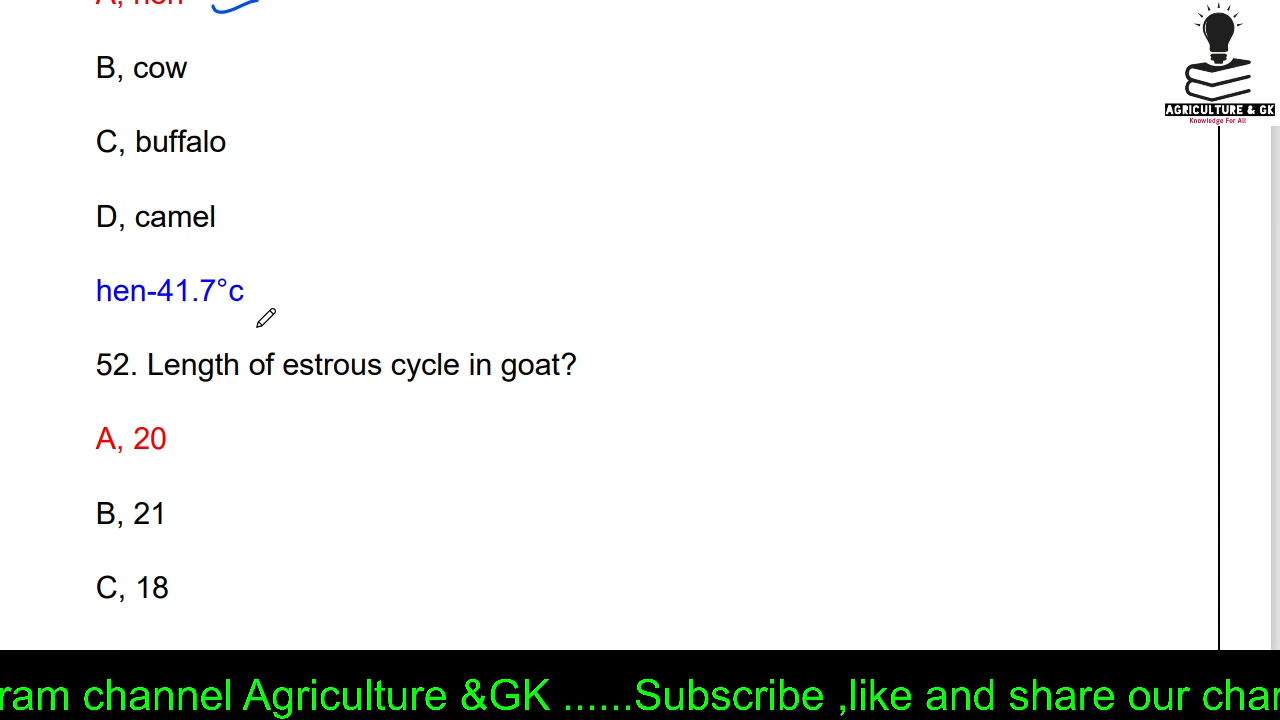 A, hen
B, cow
C, buffalo
D, camel
hen-41.7°c
52. Length of estrous cycle in goat?
A, 20
B, 21
C, 18
AGRICULTURE & GK
Knowledge For All
ram channel Agriculture &GK ......Subscribe ,like and share our chan